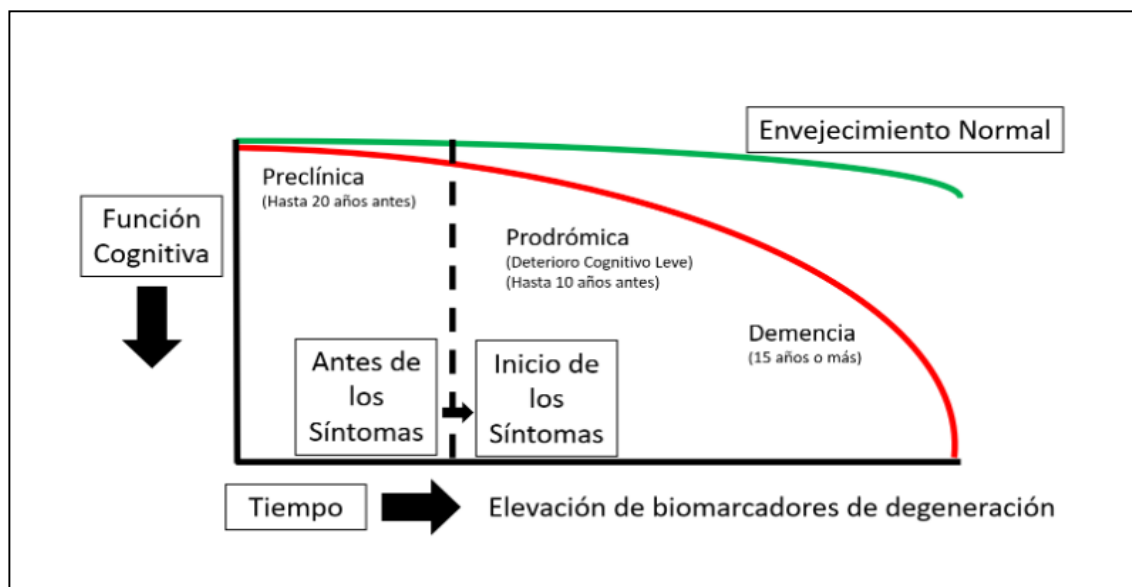 Envejecimiento Normal
Preclínica
(Hasta 20 años antes)
Función
Cognitiva
Prodrómica
(Deterioro Cognitivo Leve)
(Hasta 10 años antes)
Demencia
(15 años o más)
Antes de
los
Síntomas
Inicio de
los
Síntomas
Tiempo
Elevación de biomarcadores de degeneración